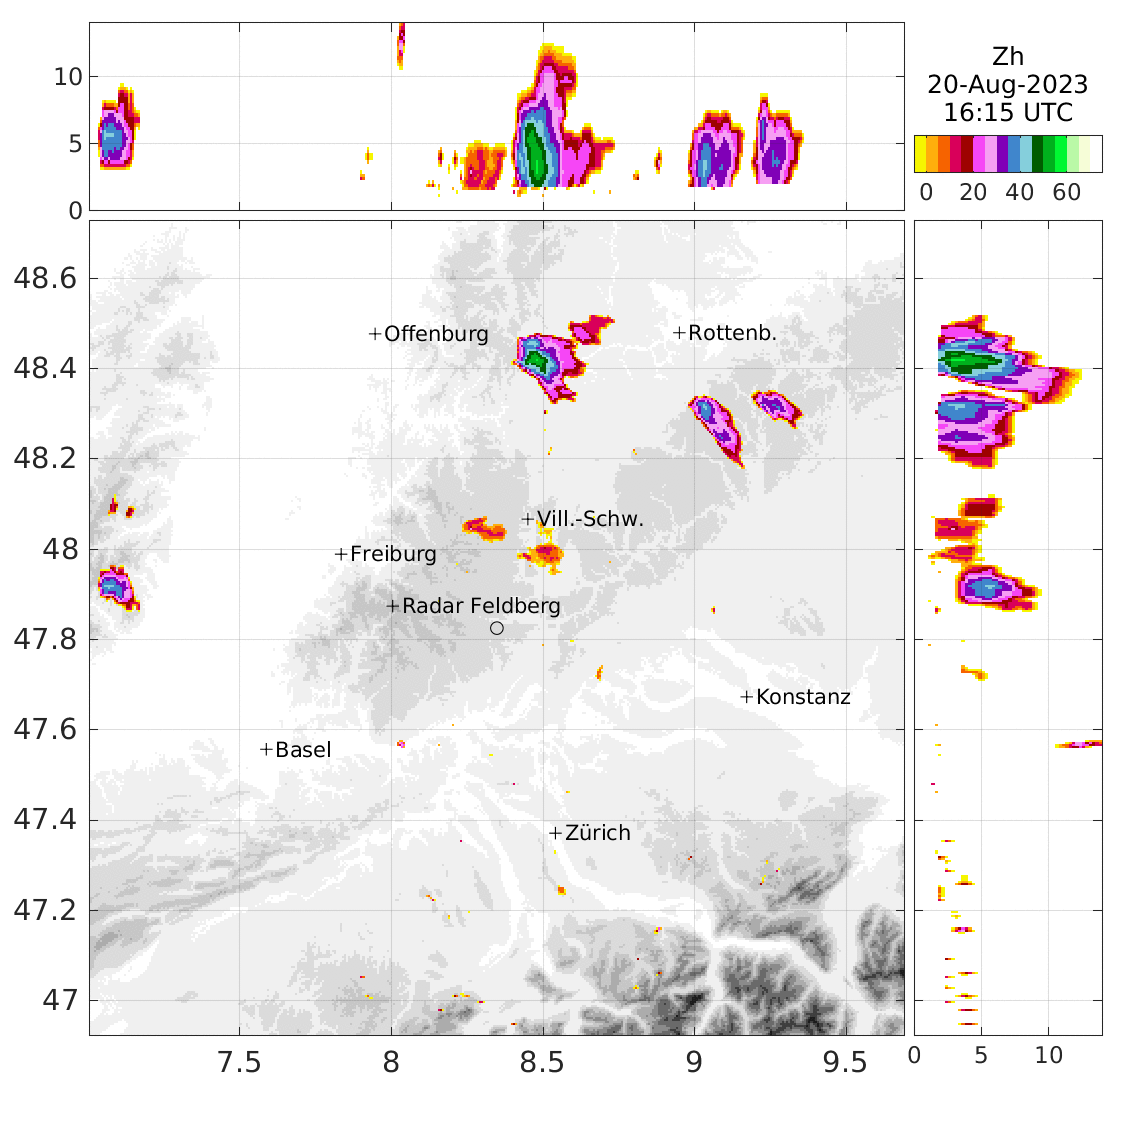 Zh
20-Aug-2023
16:15 UTC
0 20 40 60
10
5
0
48.6
48.4
48.2
48
47.8
47.6
47.4
47.2
47
+Offenburg
+Rottenb.
+Vill.-Schw.
+Freiburg
+Radar Feldberg
+Konstanz
+Basel
+Zürich
7.5 8 8.5 9 9.5
0 5 10